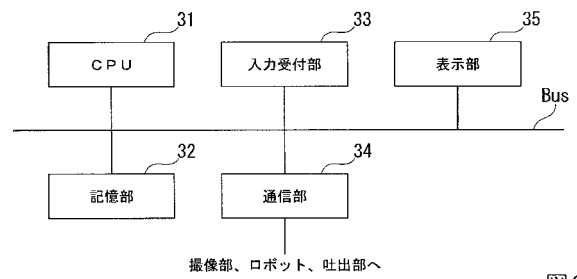 31
33
35
CPU
入力受付部
表示部
Bus
32
34
記憶部
通信部
撮像部、ロボット、吐出部へ